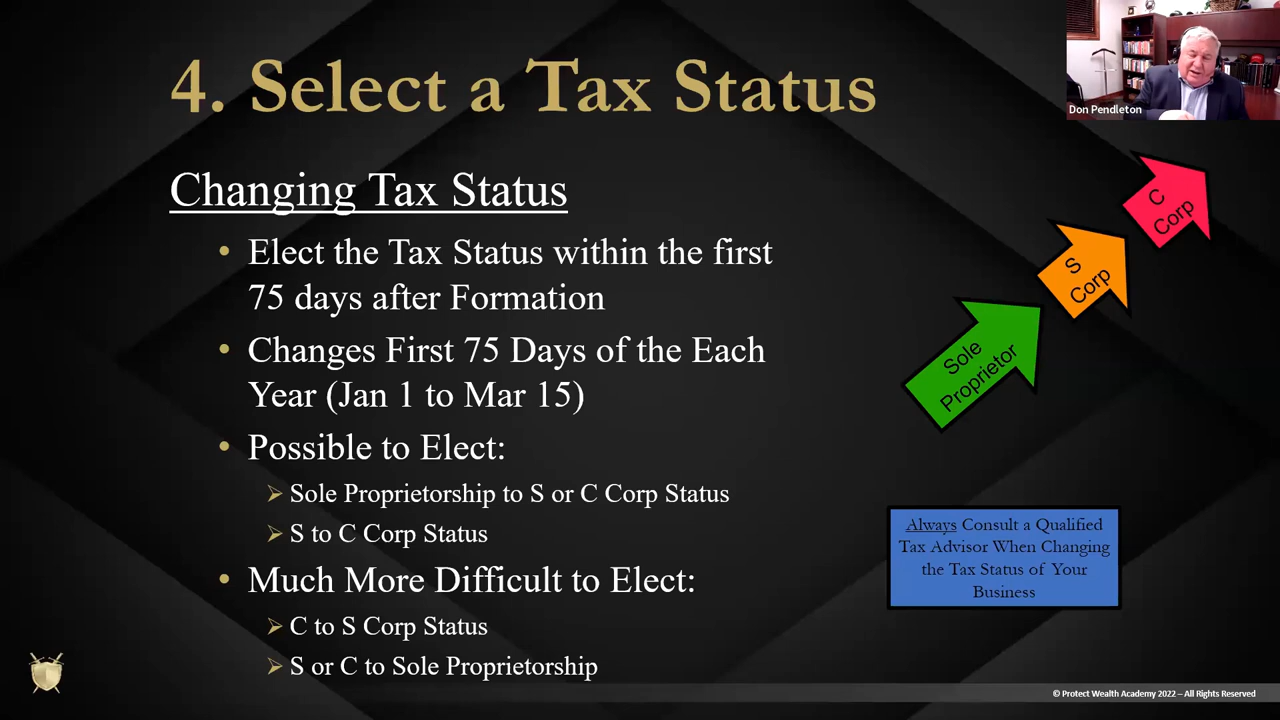 4. Select a Tax Status
Don Pendleton
Changing Tax Status
• Elect the Tax Status within the first
75 days after Formation
• Changes First 75 Days of the Each
Year (Jan 1 to Mar 15)
• Possible to Elect:
➢ Sole Proprietorship to S or C Corp Status
➢ S to C Corp Status
• Much More Difficult to Elect:
➢ C to S Corp Status
➢ S or C to Sole Proprietorship
C
Corp
S
Corp
Sole
Proprietor
Always Consult a Qualified
Tax Advisor When Changing
the Tax Status of Your
Business
© Protect Wealth Academy 2022 – All Rights Reserved